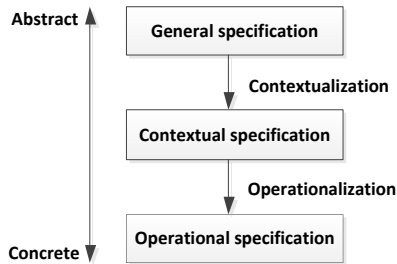 Abstract
General specification
Contextualization
Contextual specification
Operationalization
Operational specification
Concrete